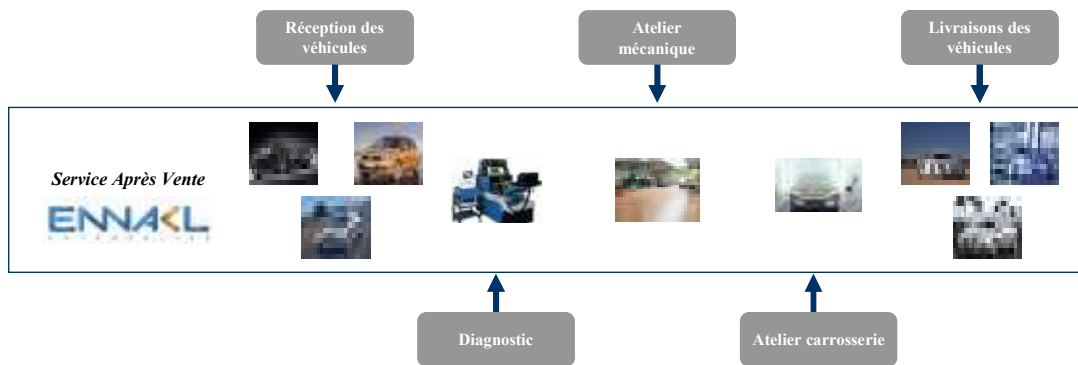 Réception des
véhicules
Atelier
mécanique
Livraisons des
véhicules
Service Après Vente
ENNAKL
Diagnostic
Atelier carrosserie